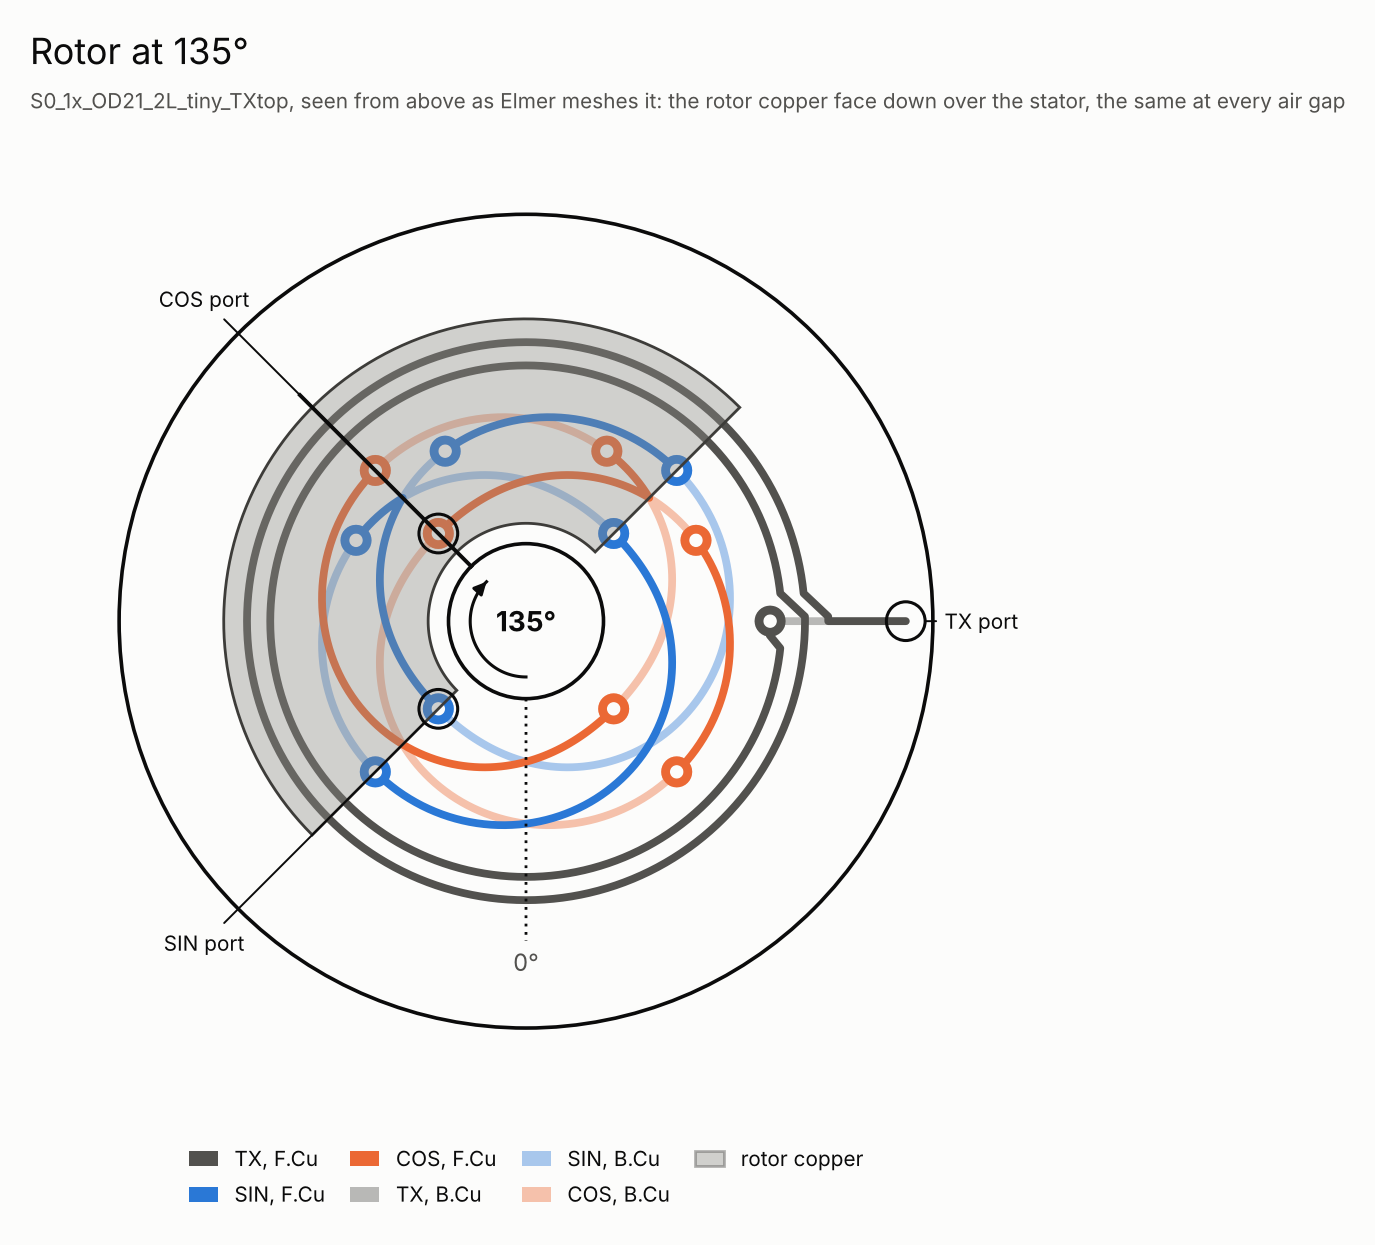 Rotor at 135°
S0_1x_OD21_2L_tiny_TXtop, seen from above as Elmer meshes it: the rotor copper face down over the stator, the same at every air gap
COS port
135°
TX port
SIN port
0°
TX, F.Cu
COS, F.Cu
SIN, B.Cu
rotor copper
SIN, F.Cu
TX, B.Cu
COS, B.Cu